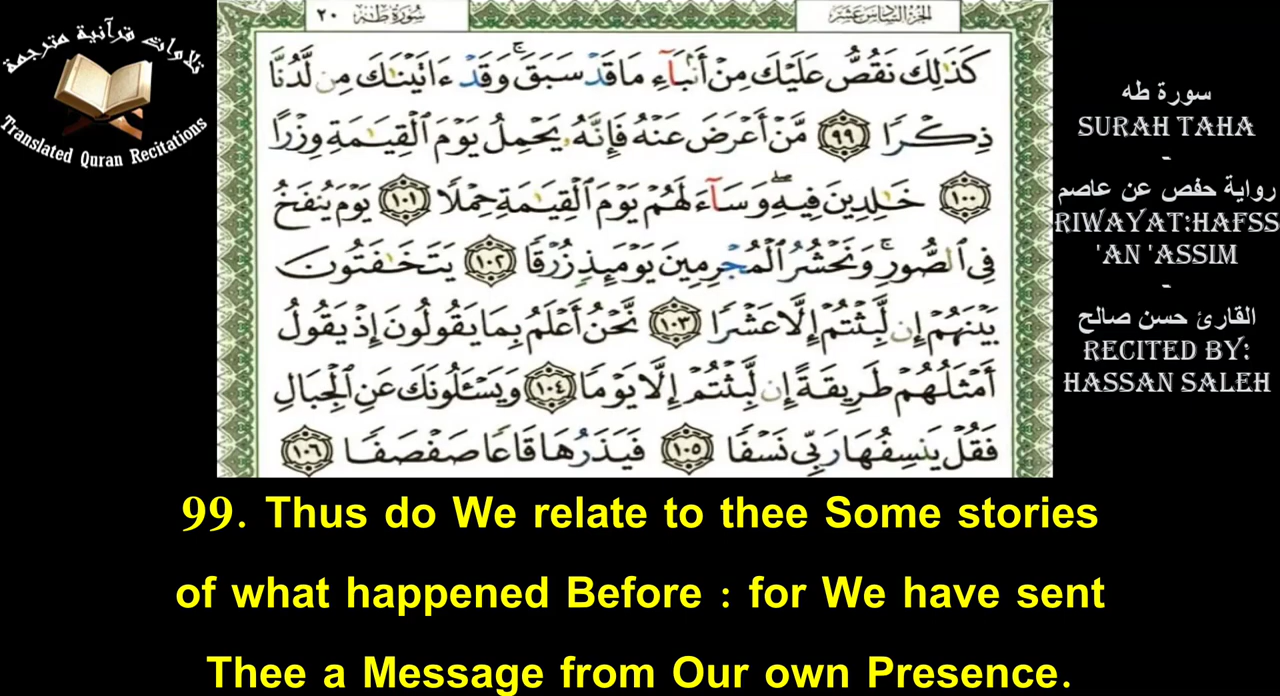 تلاوات قرآنية مترجمة
Translated Quran Recitations
الجزء السادس عشر
سورة طه ٢٠
كَذَٰلِكَ نَقُصُّ عَلَيْكَ مِنْ أَنۢبَآءِ مَا قَدْ سَبَقَ ۚ وَقَدْ ءَاتَيْنَٰكَ مِن لَّدُنَّا
ذِكْرًا ٩٩ مَّنْ أَعْرَضَ عَنْهُ فَإِنَّهُۥ يَحْمِلُ يَوْمَ ٱلْقِيَٰمَةِ وِزْرًا
١٠٠ خَٰلِدِينَ فِيهِ ۖ وَسَآءَ لَهُمْ يَوْمَ ٱلْقِيَٰمَةِ حِمْلًا ١٠١ يَوْمَ يُنفَخُ
فِى ٱلصُّورِ ۚ وَنَحْشُرُ ٱلْمُجْرِمِينَ يَوْمَئِذٍ زُرْقًا ١٠٢ يَتَخَٰفَتُونَ
بَيْنَهُمْ إِن لَّبِثْتُمْ إِلَّا عَشْرًا ١٠٣ نَّحْنُ أَعْلَمُ بِمَا يَقُولُونَ إِذْ يَقُولُ
أَمْثَلُهُمْ طَرِيقَةً إِن لَّبِثْتُمْ إِلَّا يَوْمًا ١٠٤ وَيَسْـَٔلُونَكَ عَنِ ٱلْجِبَالِ
فَقُلْ يَنسِفُهَا رَبِّى نَسْفًا ١٠٥ فَيَذَرُهَا قَاعًا صَفْصَفًا ١٠٦
سورة طه
SURAH TAHA
-
رواية حفص عن عاصم
RIWAYAT:HAFSS
'AN 'ASSIM
-
القارئ حسن صالح
RECITED BY:
HASSAN SALEH
99. Thus do We relate to thee Some stories
of what happened Before : for We have sent
Thee a Message from Our own Presence.